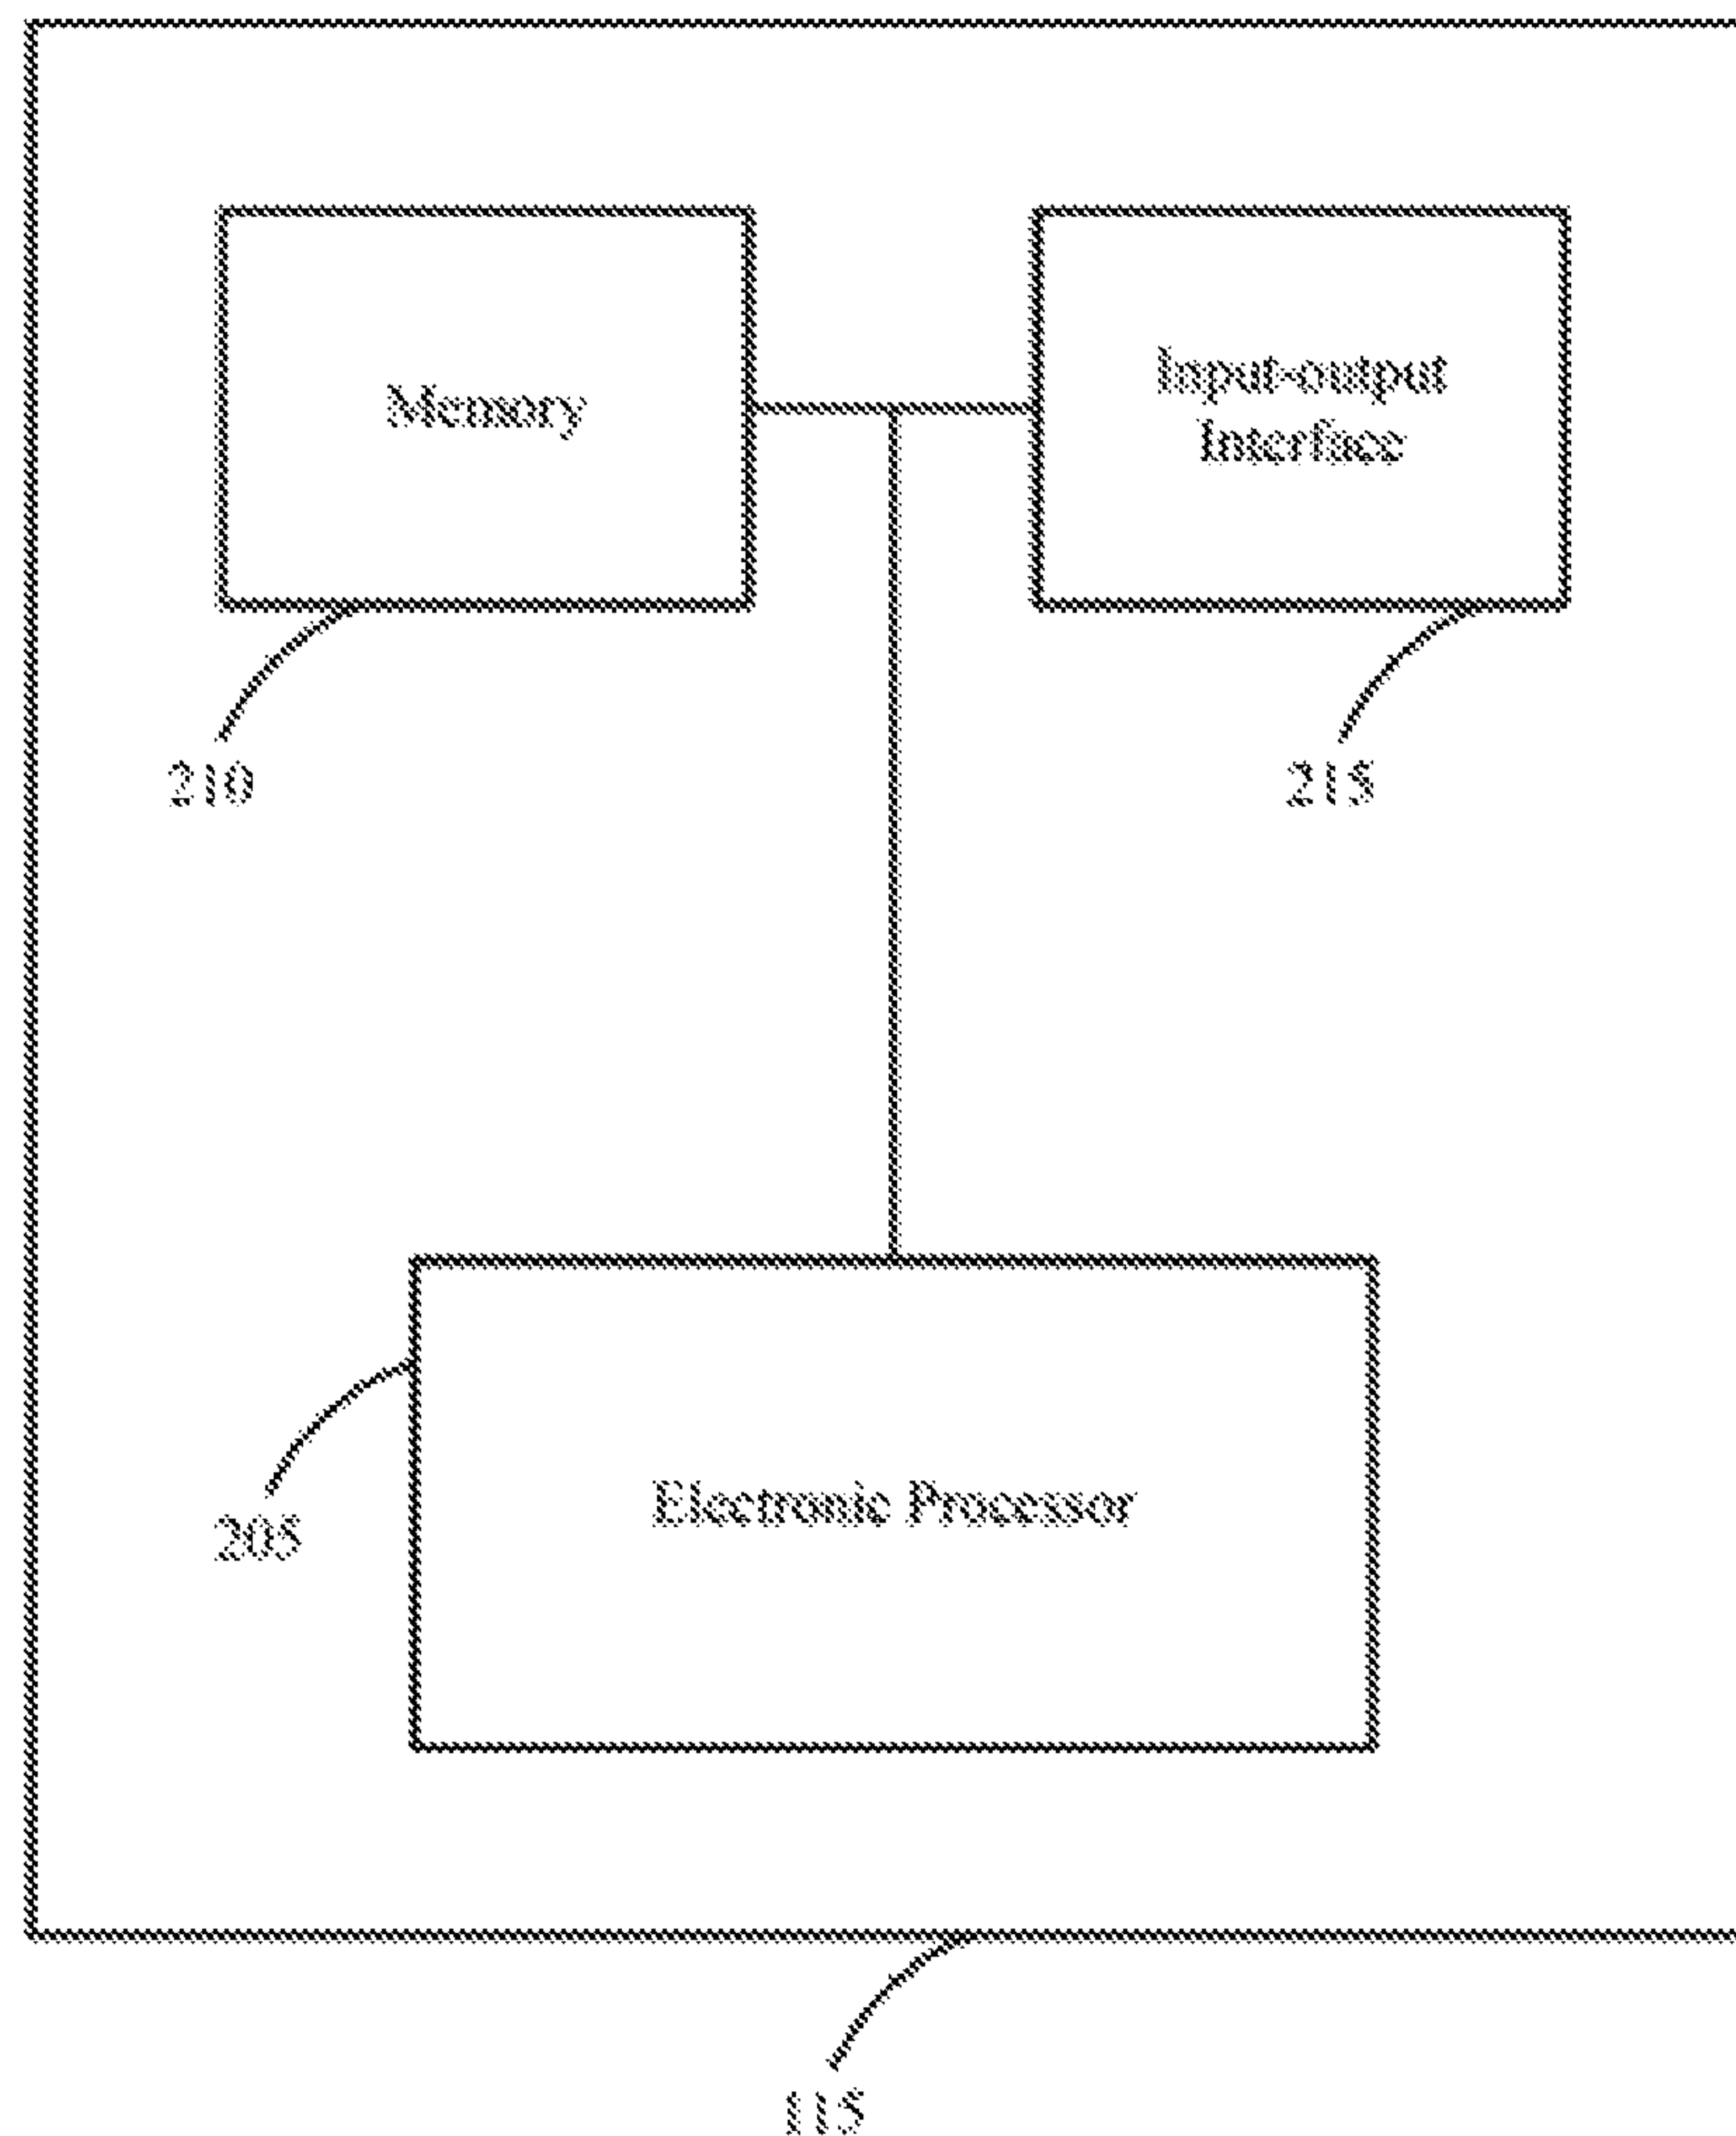 Memory
Input-output
Interface
210
215
Electronic Processor
205
115